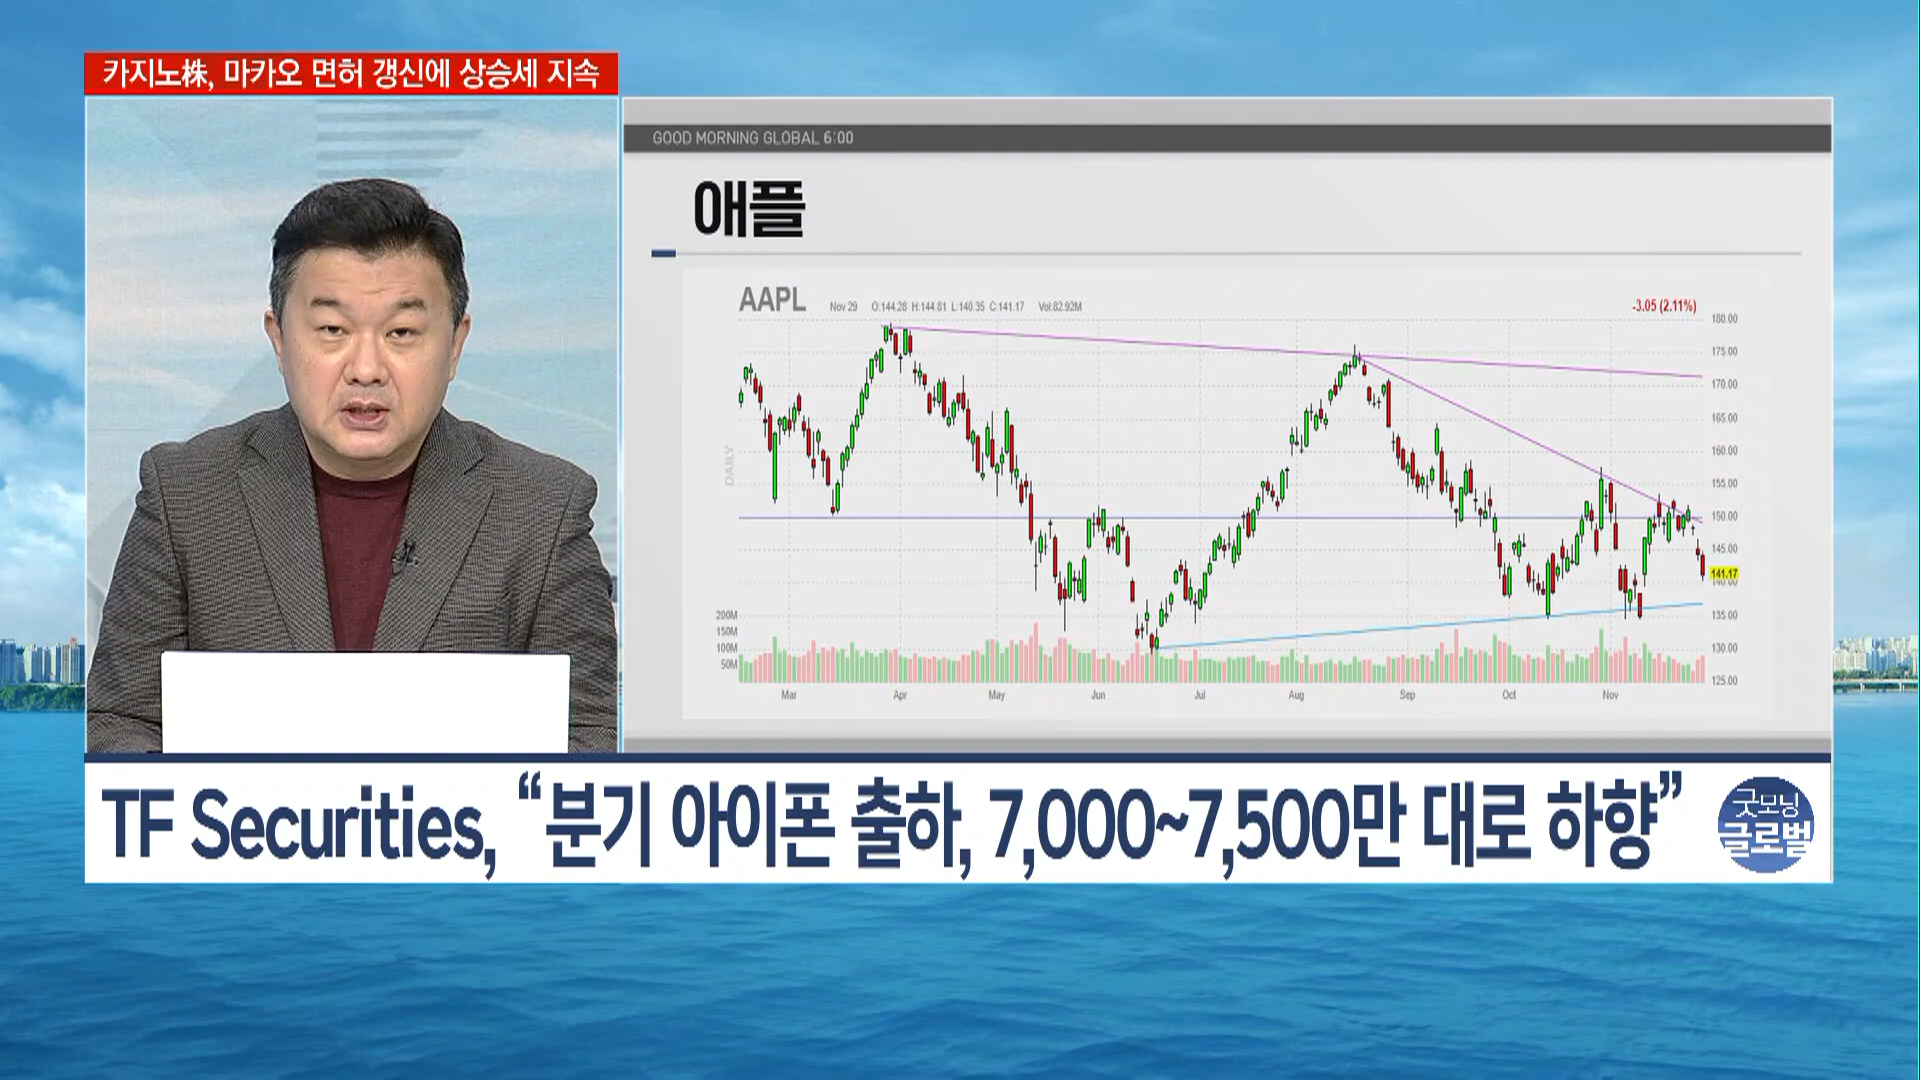 카지노株, 마카오 면허 갱신에 상승세 지속
GOOD MORNING GLOBAL 6:00
애플
AAPL Nov 29 O:144.28 H:144.81 L:140.35 C:141.17 Vol:82.92M -3.05 (2.11%)
180.00
175.00
170.00
165.00
160.00
DAILY
155.00
150.00
145.00
141.17
140.00
200M 135.00
150M
100M 130.00
50M
125.00
Mar Apr May Jun Jul Aug Sep Oct Nov
TF Securities, “분기 아이폰 출하, 7,000~7,500만 대로 하향”
굿모닝
글로벌